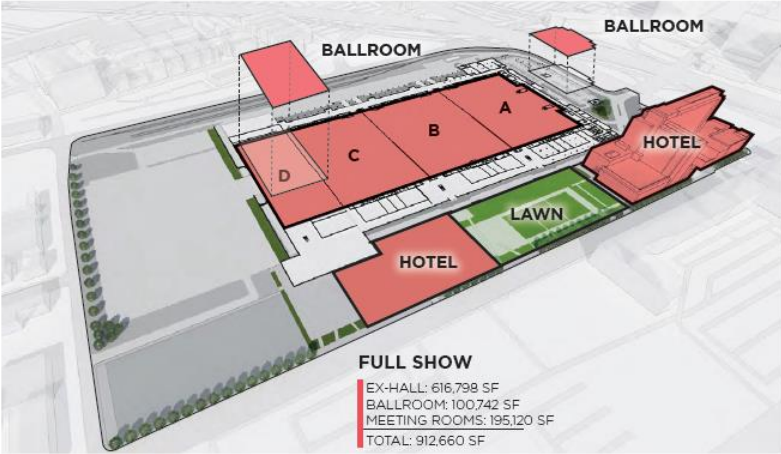 BALLROOM
BALLROOM
A
B
C
D
HOTEL
LAWN
HOTEL
FULL SHOW
EX-HALL: 616,798 SF
BALLROOM: 100,742 SF
MEETING ROOMS: 195,120 SF
TOTAL: 912,660 SF